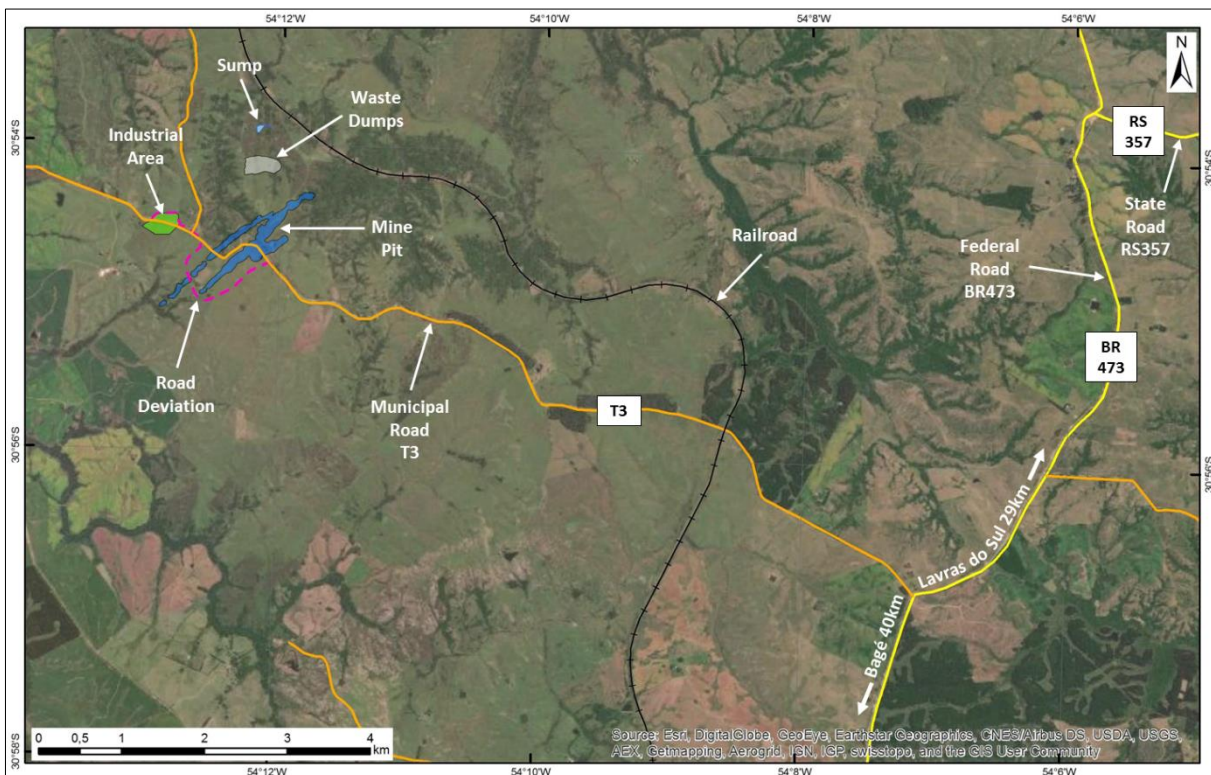 54°12'W
54°10'W
54°8'W
54°6'W
N
Sump
Waste
Dumps
Industrial
Area
RS
357
30°54'S
30°54'S
State
Road
RS357
Mine
Pit
Railroad
Federal
Road
BR473
BR
473
Road
Deviation
Municipal
Road
T3
T3
30°56'S
30°56'S
Lavras do Sul 29km
Bagé 40km
0 0,5 1 2 3 4
km
Source: Esri, DigitalGlobe, GeoEye, Earthstar Geographics, CNES/Airbus DS, USDA, USGS,
AEX, Getmapping, Aerogrid, IGN, IGP, swisstopo, and the GIS User Community
30°58'S
30°58'S
54°12'W
54°10'W
54°8'W
54°6'W